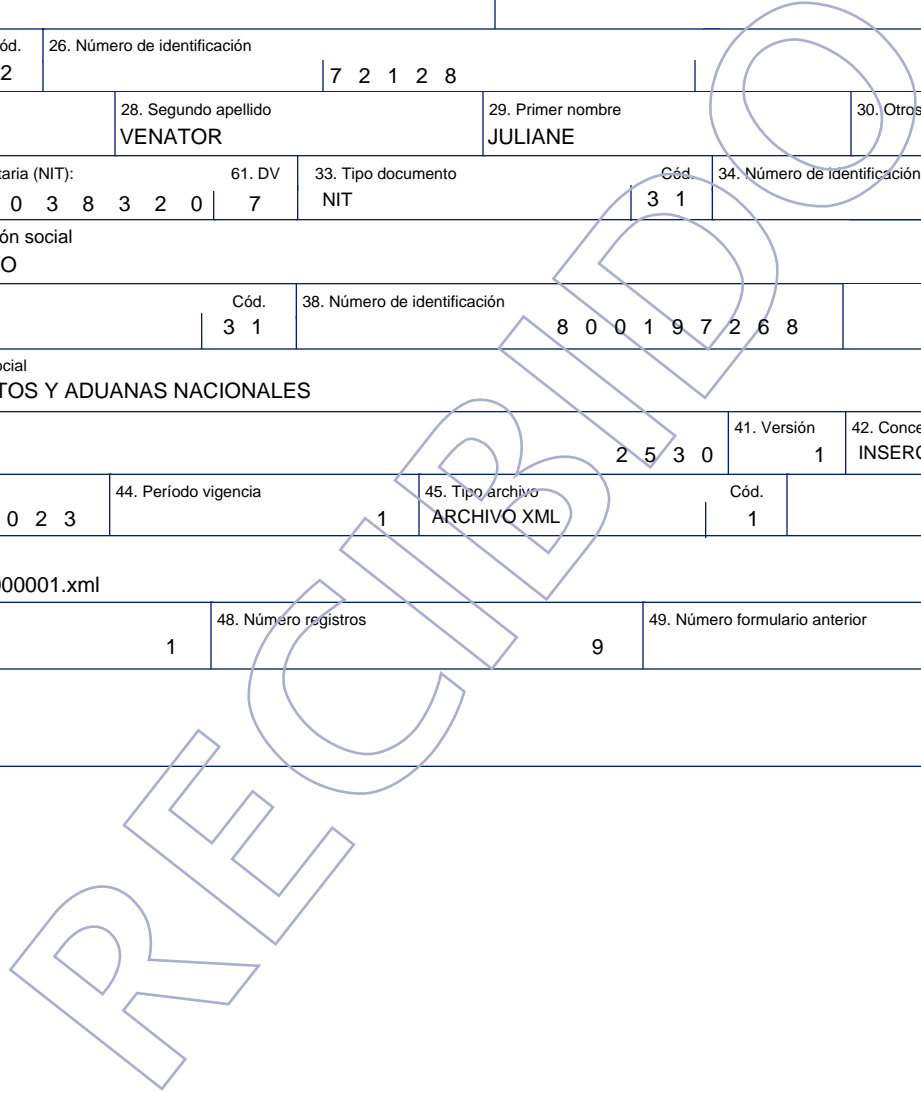 ód. 26. Número de identificación
2 7 2 1 2 8
28. Segundo apellido 29. Primer nombre 30. Otros
VENATOR JULIANE
taria (NIT): 61. DV 33. Tipo documento Cód. 34. Número de identificación
0 3 8 3 2 0 7 NIT 3 1
ón social
O
Cód. 38. Número de identificación
3 1 8 0 0 1 9 7 2 6 8
ocial
TOS Y ADUANAS NACIONALES
41. Versión 42. Conce
2 5 3 0 1 INSERC
44. Período vigencia 45. Tipo archivo Cód.
0 2 3 1 ARCHIVO XML 1
000001.xml
48. Número registros 49. Número formulario anterior
1 9
RECIBIDO